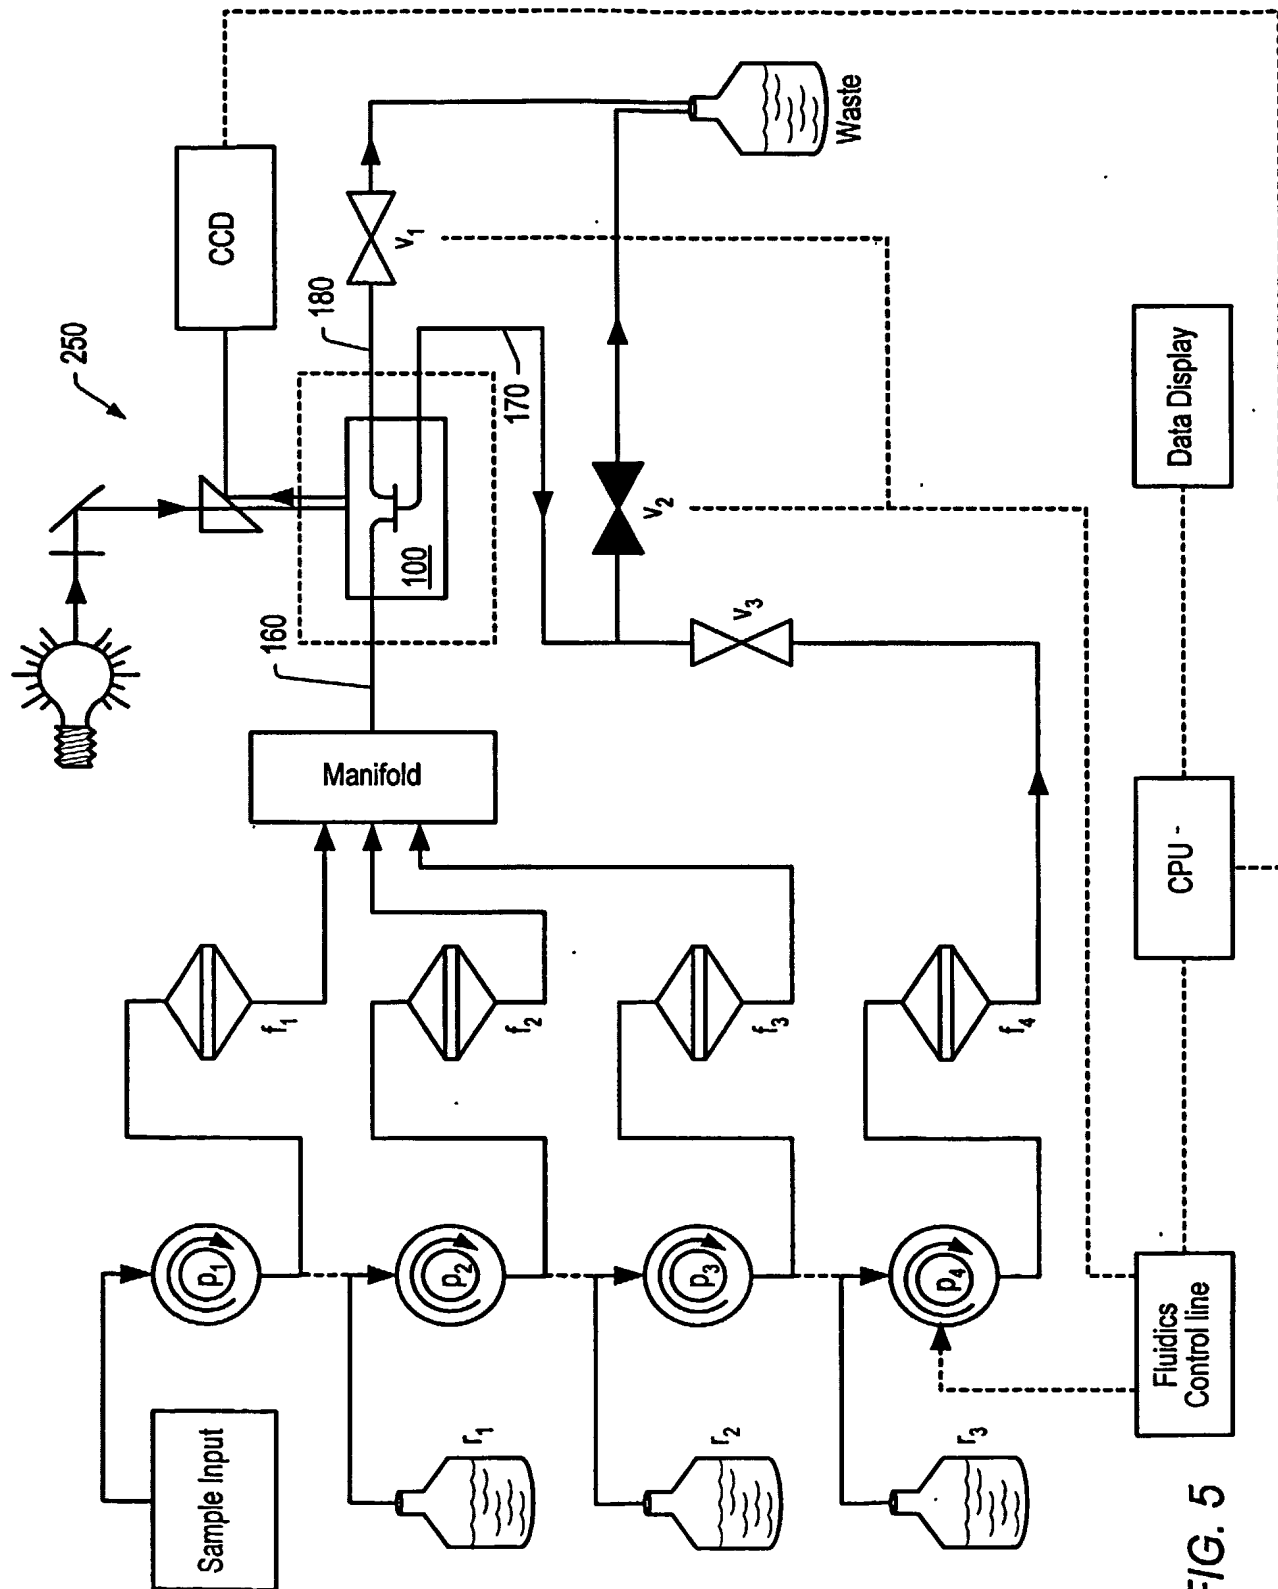 250
CCD
180
V1
Waste
160
100
170
Manifold
V2
V3
f1
f2
f3
f4
p1
p2
p3
p4
Sample Input
r1
r2
r3
Fluidics
Control line
CPU
Data Display
FIG. 5